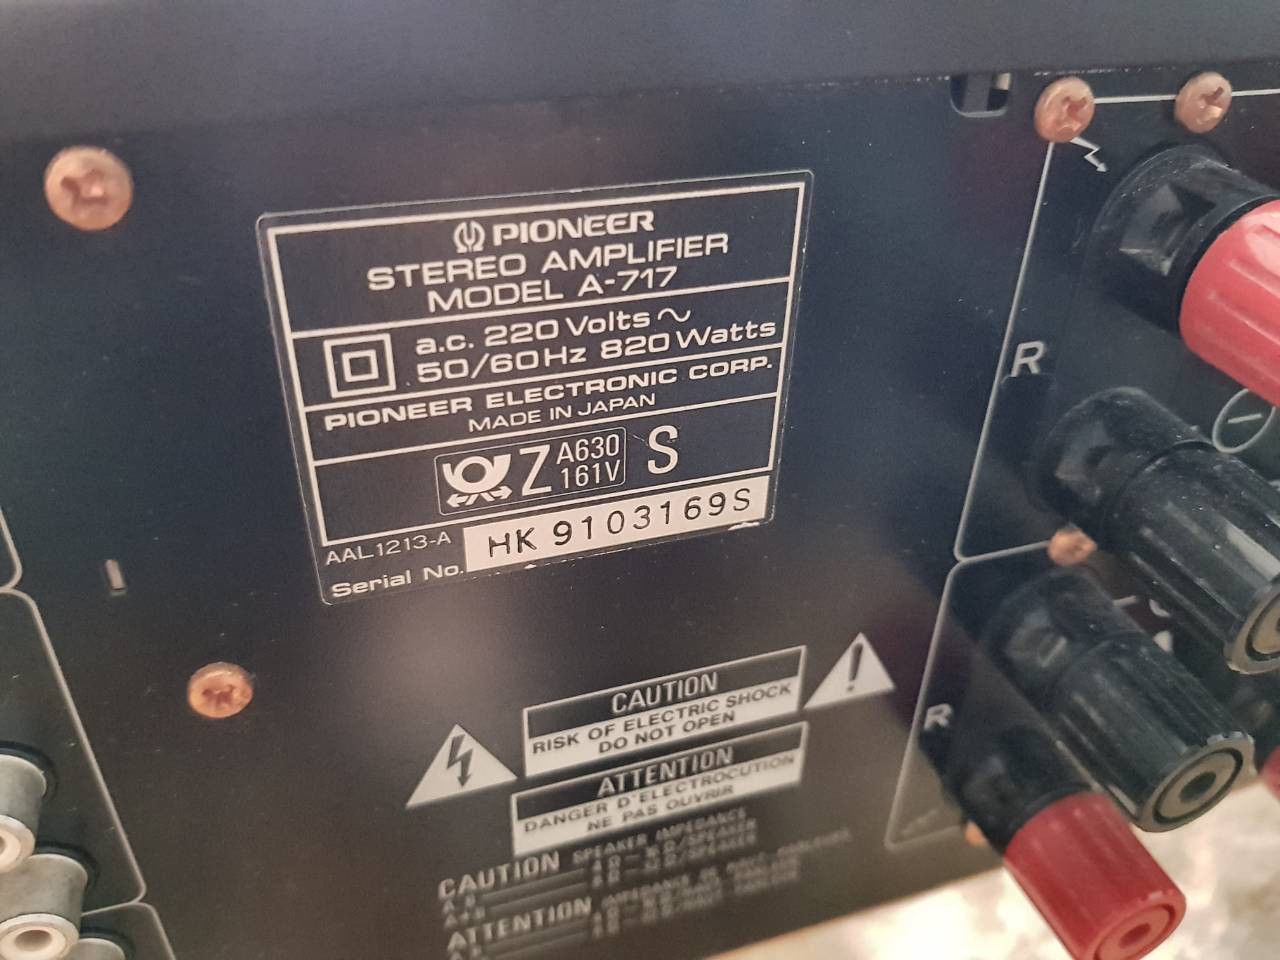 PIONEER
STEREO AMPLIFIER
MODEL A-717
a.c. 220 Volts ~
50/60Hz 820 Watts
PIONEER ELECTRONIC CORP.
MADE IN JAPAN
Z A630 161V S
AAL1213-A
Serial No. HK 9103169S
R
R
CAUTION
RISK OF ELECTRIC SHOCK
DO NOT OPEN
ATTENTION
DANGER D'ELECTROCUTION
NE PAS OUVRIR
CAUTION SPEAKER IMPEDANCE
ATTENTION